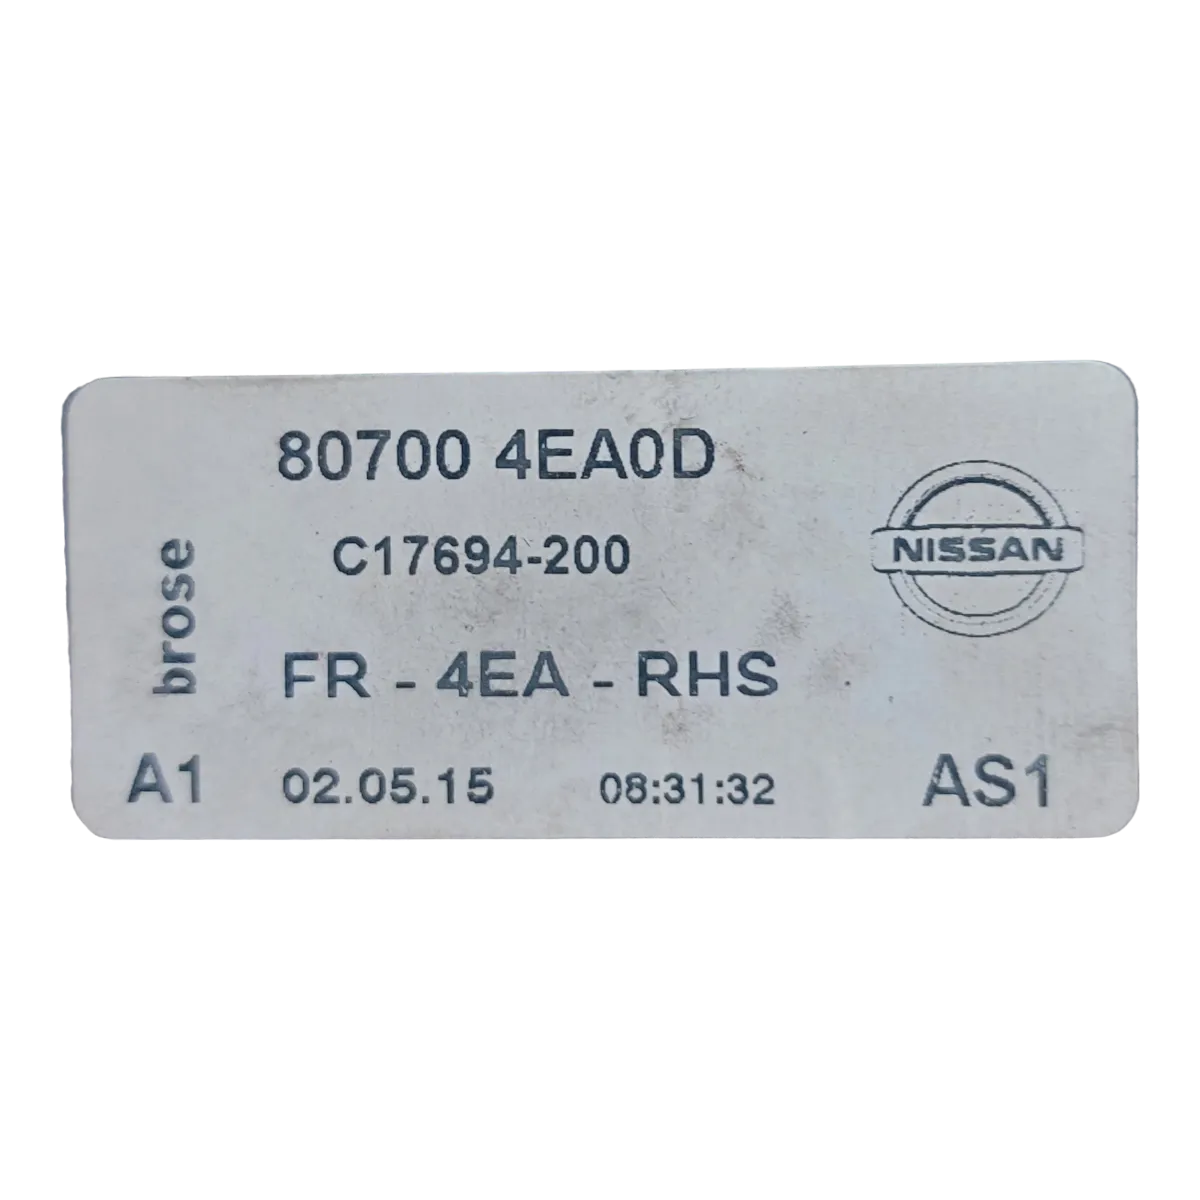 80700 4EA0D
C17694-200
NISSAN
brose
FR - 4EA - RHS
A1 02.05.15 08:31:32 AS1